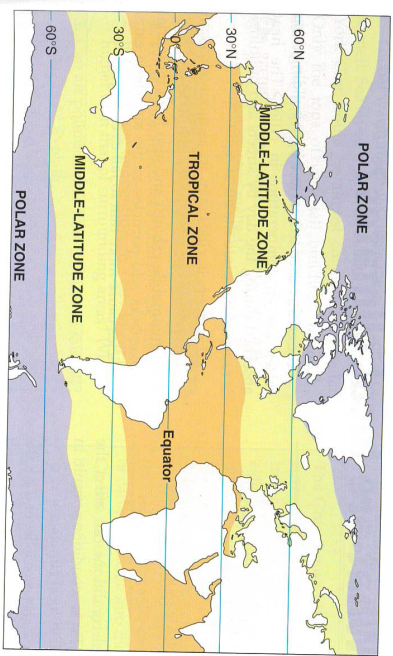 POLAR ZONE
60°N
MIDDLE-LATITUDE ZONE
30°N
TROPICAL ZONE
0°
Equator
30°S
MIDDLE-LATITUDE ZONE
60°S
POLAR ZONE